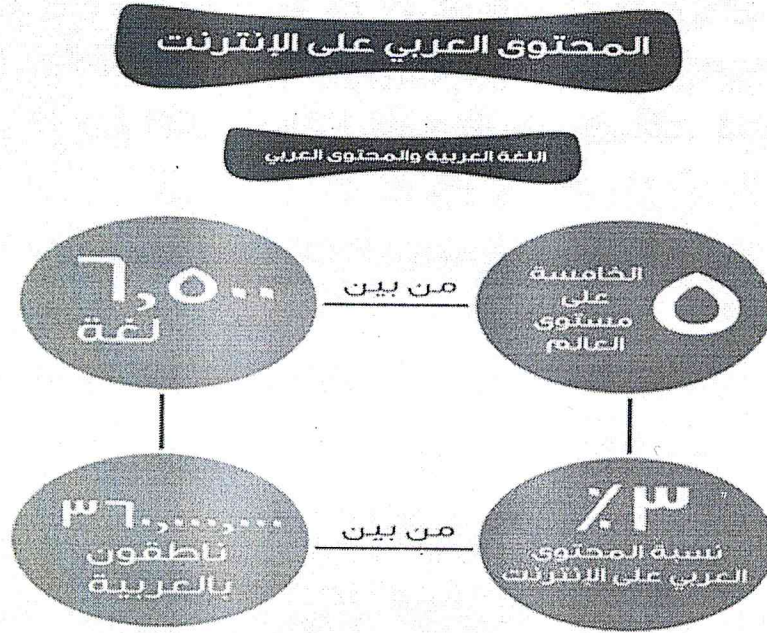 المحتوى العربي على الإنترنت
اللغة العربية والمحتوى العربي
٥
الخامسة
على
مستوى
العالم
من بين
٦,٥٠٠
لغة
٣٪
نسبة المحتوى
العربي على الانترنت
من بين
٣٦٠,٠٠٠,٠٠٠
ناطقون
بالعربية